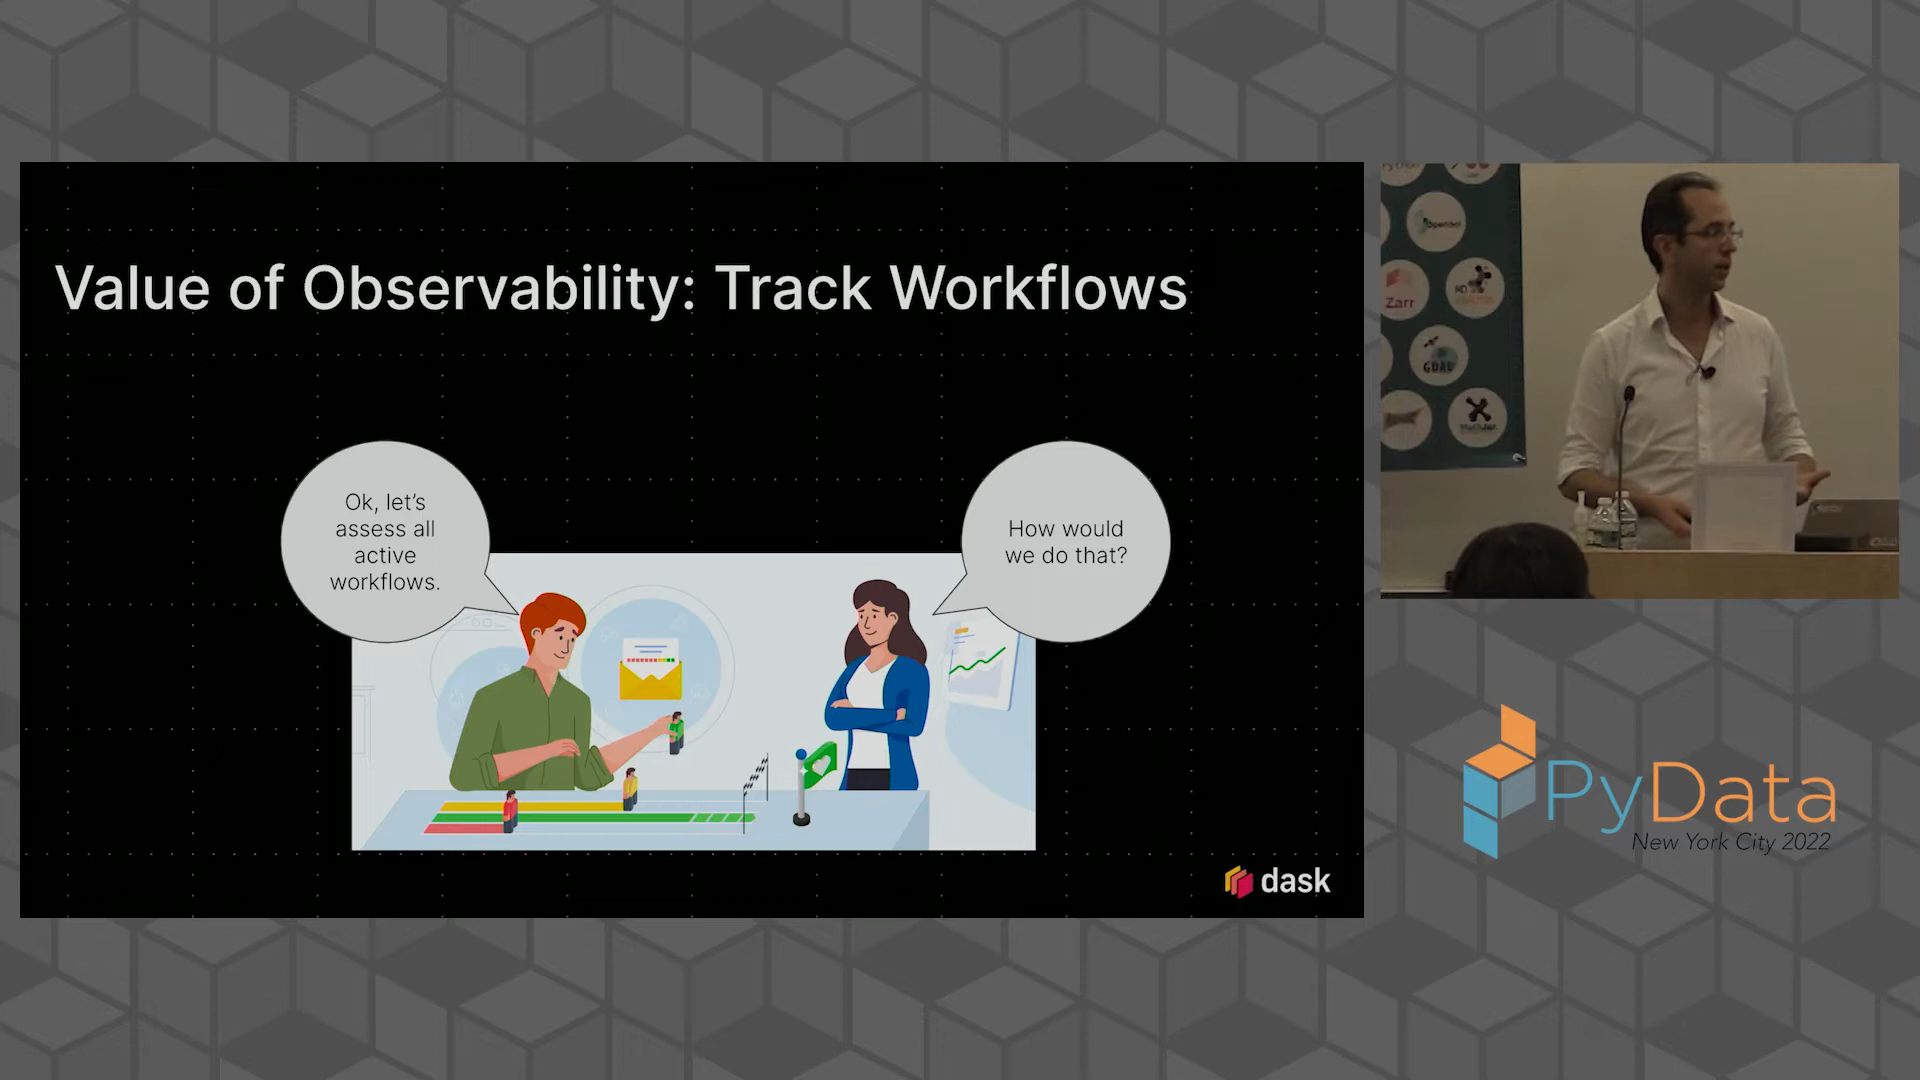 Value of Observability: Track Workflows
Ok, let's
assess all
active
workflows.
How would
we do that?
dask
Zarr
GDAL
PyData
New York City 2022